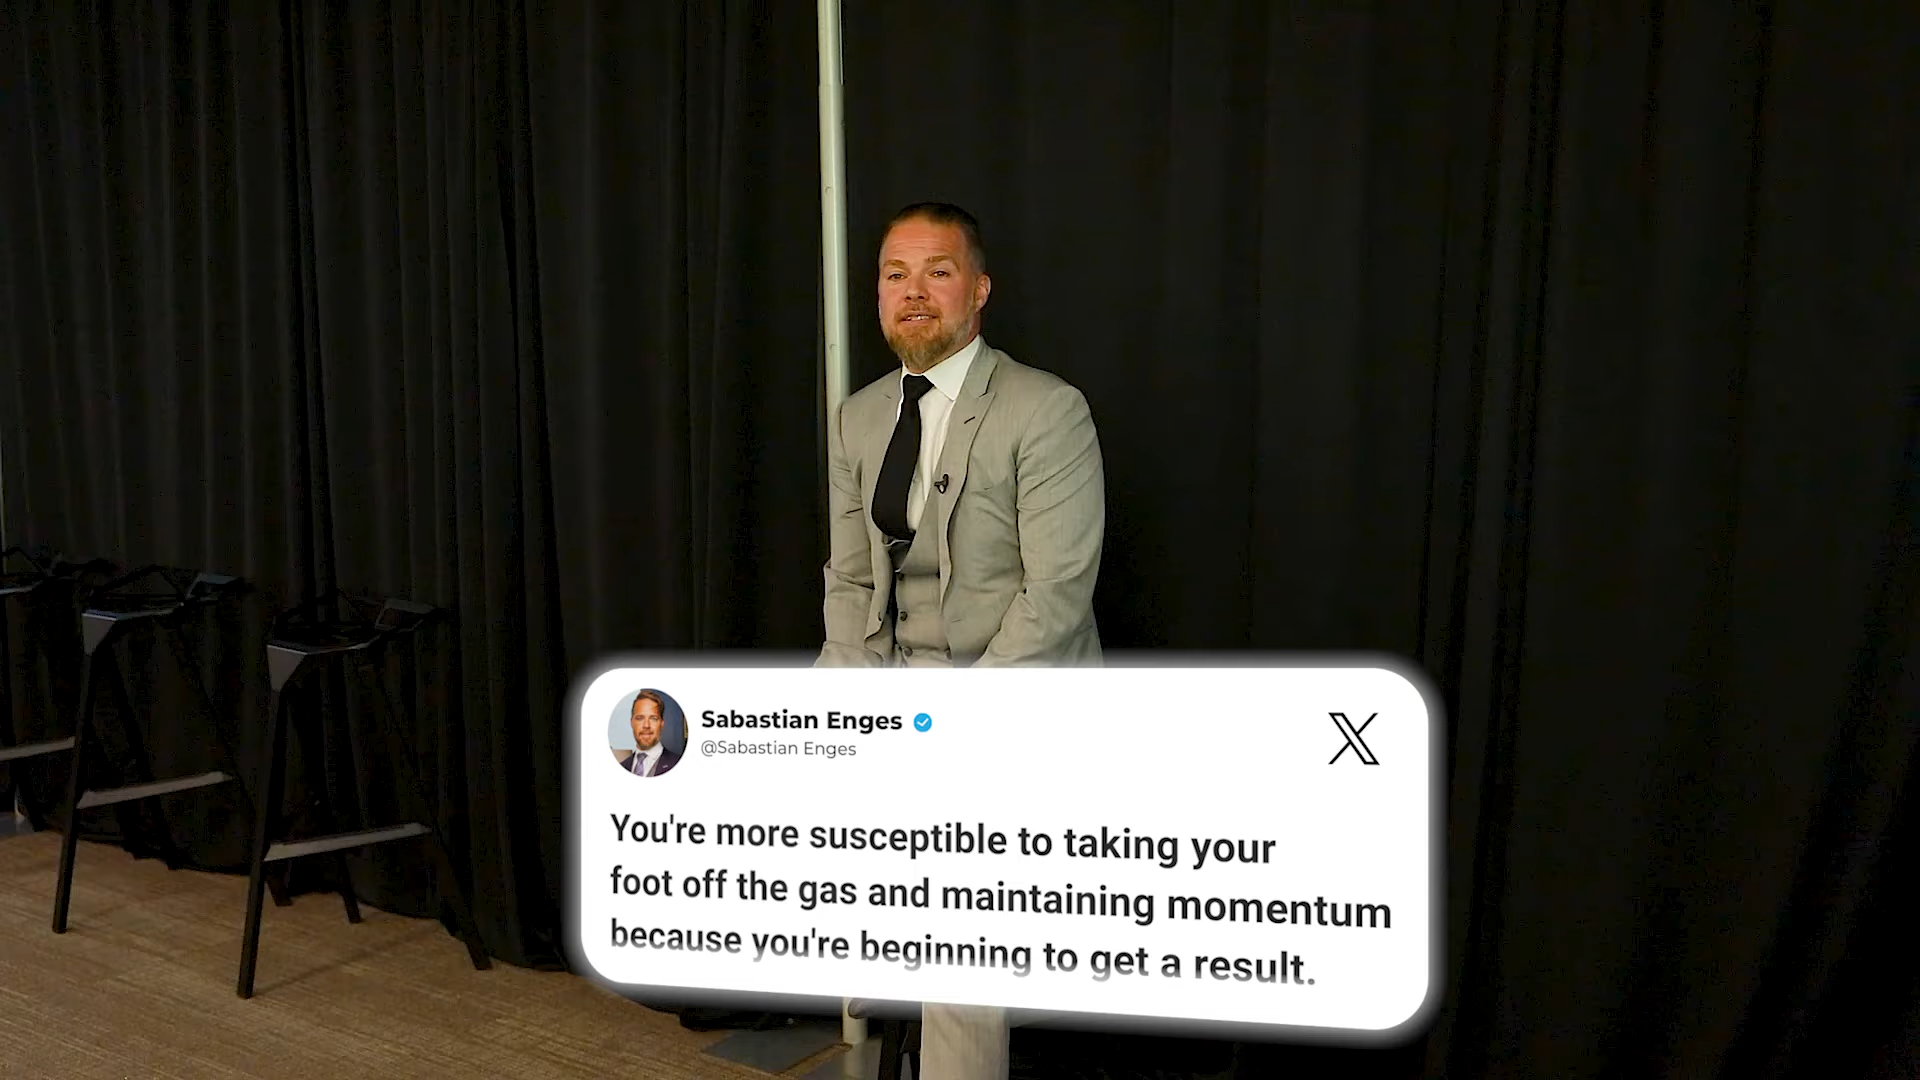 Sabastian Enges
@Sabastian Enges
You're more susceptible to taking your
foot off the gas and maintaining momentum
because you're beginning to get a result.